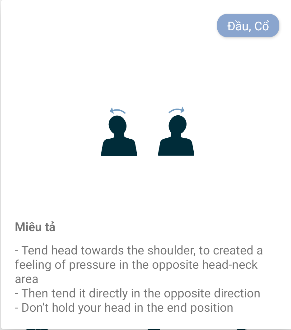 Đầu, Cổ
Miêu tả
- Tend head towards the shoulder, to created a
feeling of pressure in the opposite head-neck
area
- Then tend it directly in the opposite direction
- Don't hold your head in the end position